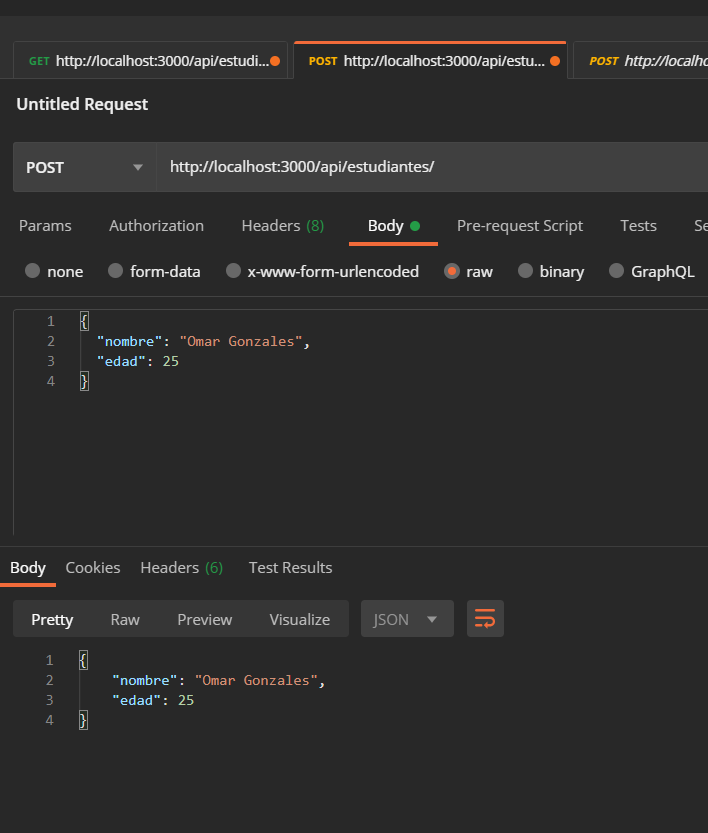 GET http://localhost:3000/api/estudi... POST http://localhost:3000/api/estu... POST http://localho
Untitled Request
POST http://localhost:3000/api/estudiantes/
Params Authorization Headers (8) Body Pre-request Script Tests Se
none form-data x-www-form-urlencoded raw binary GraphQL
1 {
2 "nombre": "Omar Gonzales",
3 "edad": 25
4 }
Body Cookies Headers (6) Test Results
Pretty Raw Preview Visualize JSON
1 {
2 "nombre": "Omar Gonzales",
3 "edad": 25
4 }